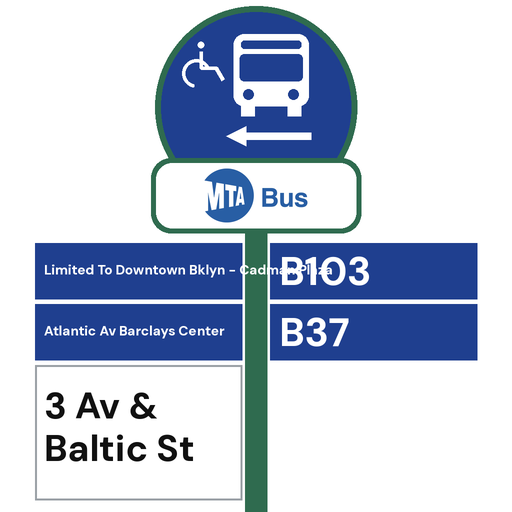 MTA Bus
Limited To Downtown Bklyn - Cadman Plaza B103
Atlantic Av Barclays Center B37
3 Av &
Baltic St